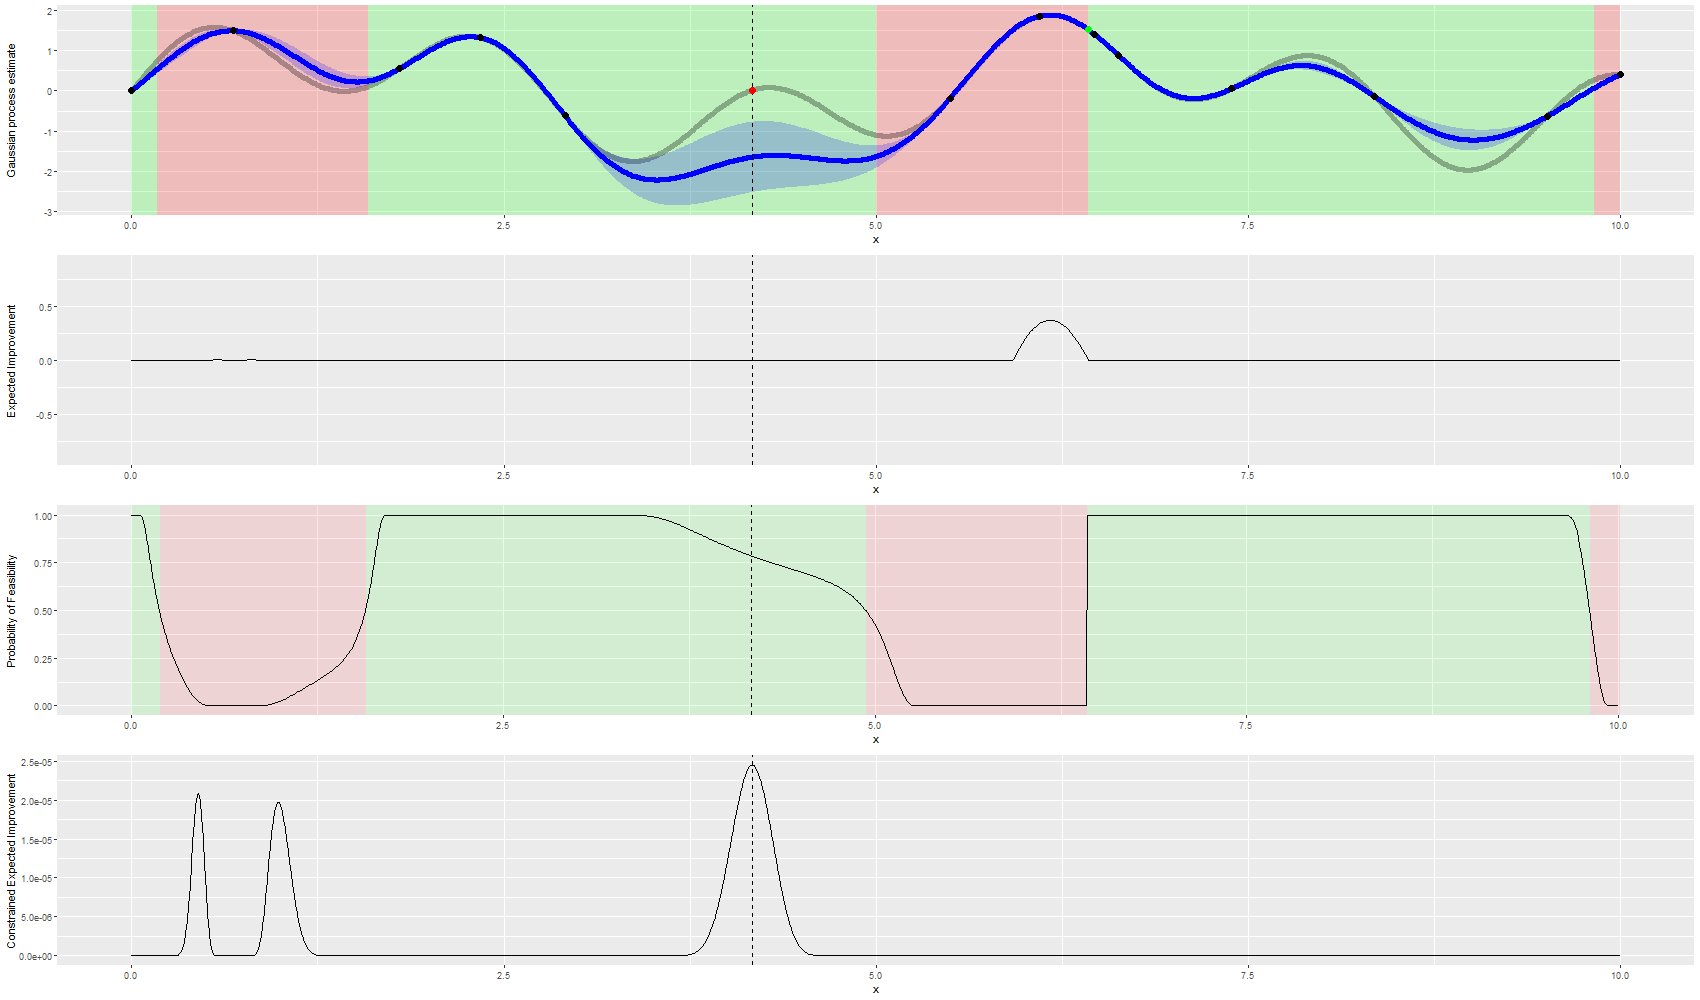 Gaussian process estimate
2
1
0
-1
-2
-3
0.0 2.5 5.0 7.5 10.0
x
Expected Improvement
0.5
0.0
-0.5
0.0 2.5 5.0 7.5 10.0
x
Probability of Feasibility
1.00
0.75
0.50
0.25
0.00
0.0 2.5 5.0 7.5 10.0
x
Constrained Expected Improvement
2.5e-05
2.0e-05
1.5e-05
1.0e-05
5.0e-06
0.0e+00
0.0 2.5 5.0 7.5 10.0
x